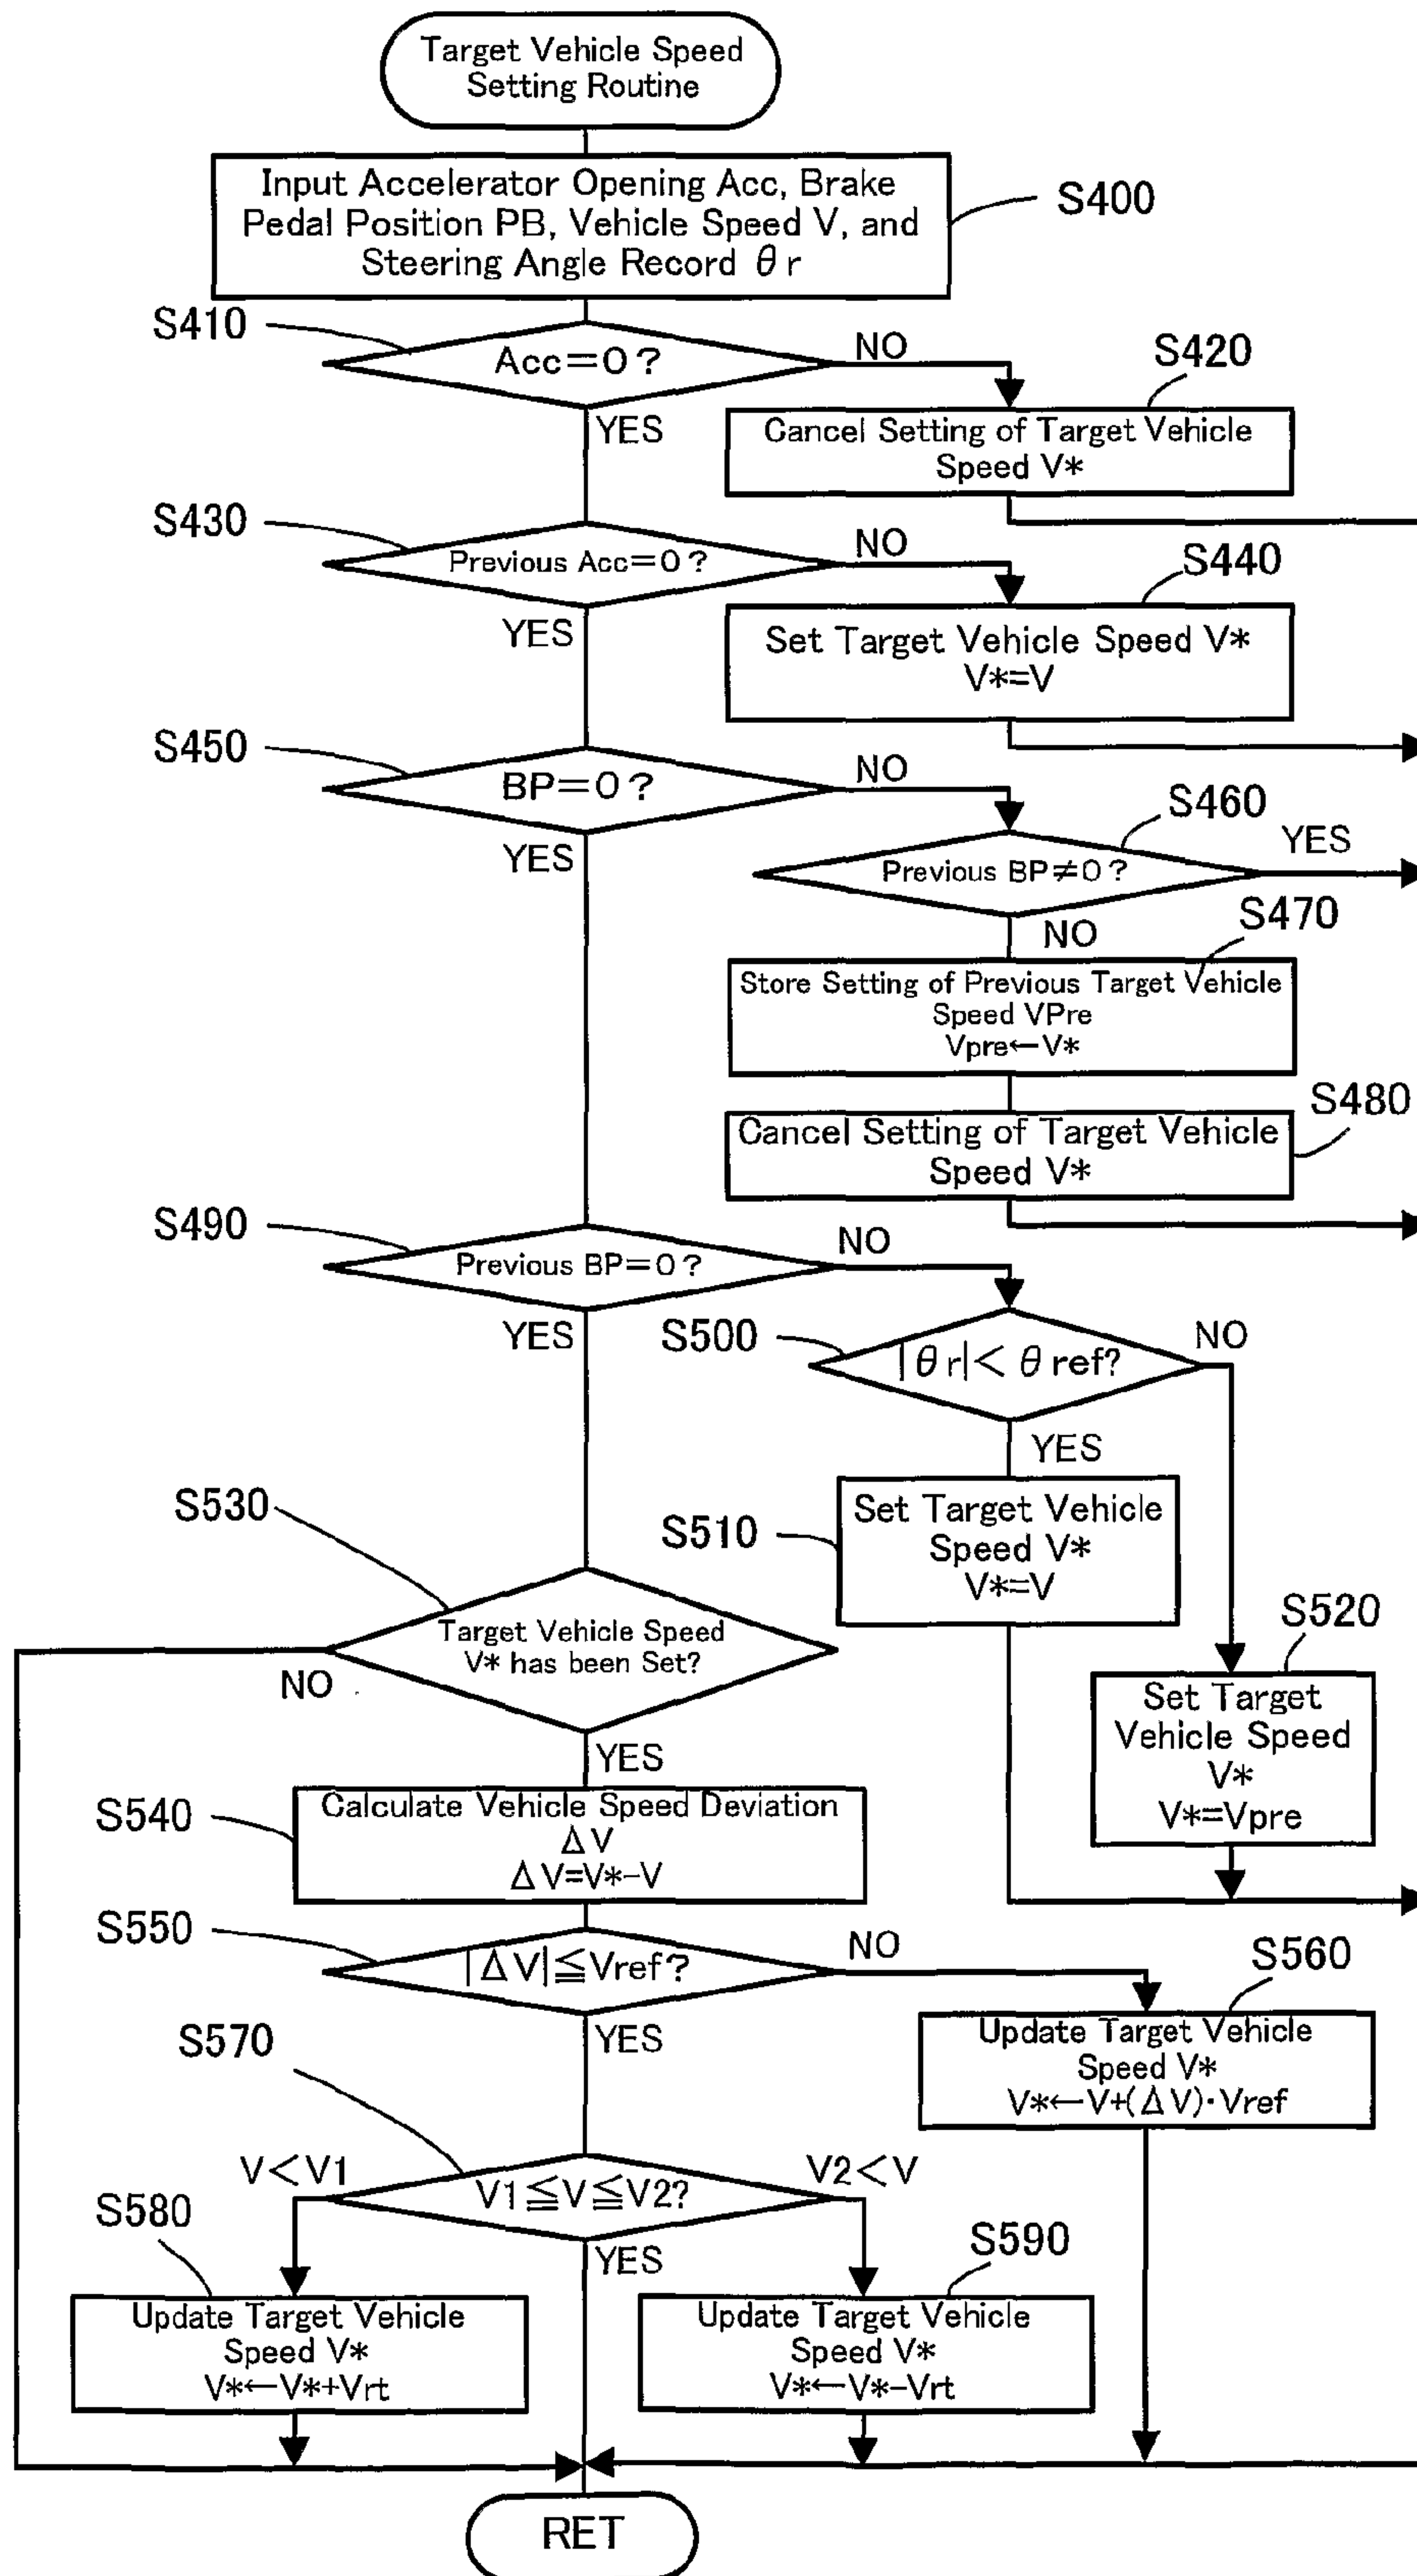 Target Vehicle Speed
Setting Routine
Input Accelerator Opening Acc, Brake
Pedal Position PB, Vehicle Speed V, and
Steering Angle Record θr
S400
S410
Acc=0?
NO
YES
S420
Cancel Setting of Target Vehicle
Speed V*
S430
Previous Acc=0?
NO
YES
S440
Set Target Vehicle Speed V*
V*=V
S450
BP=0?
NO
YES
S460
Previous BP≠0?
YES
NO
S470
Store Setting of Previous Target Vehicle
Speed VPre
Vpre←V*
S480
Cancel Setting of Target Vehicle
Speed V*
S490
Previous BP=0?
NO
YES
S500
|θr|<θref?
NO
YES
S510
Set Target Vehicle
Speed V*
V*=V
S520
Set Target
Vehicle Speed
V*
V*=Vpre
S530
Target Vehicle Speed
V* has been Set?
NO
YES
S540
Calculate Vehicle Speed Deviation
ΔV
ΔV=V*-V
S550
|ΔV|≦Vref?
NO
YES
S560
Update Target Vehicle
Speed V*
V*←V+(ΔV)·Vref
S570
V1≦V≦V2?
V<V1
V2<V
YES
S580
Update Target Vehicle
Speed V*
V*←V*+Vrt
S590
Update Target Vehicle
Speed V*
V*←V*-Vrt
RET